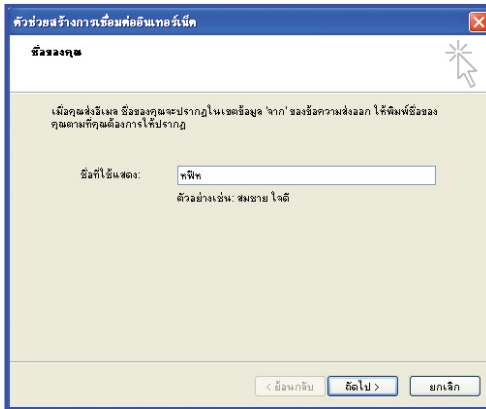 ตัวช่วยสร้างการเชื่อมต่ออินเทอร์เน็ต
ชื่อของคุณ
เมื่อคุณส่งอีเมล ชื่อของคุณจะปรากฏในเขตข้อมูล 'จาก' ของข้อความส่งออก ให้พิมพ์ชื่อของ
คุณตามที่คุณต้องการให้ปรากฏ
ชื่อที่ใช้แสดง:
ตัวอย่างเช่น: สมชาย ใจดี
< ย้อนกลับ
ถัดไป >
ยกเลิก